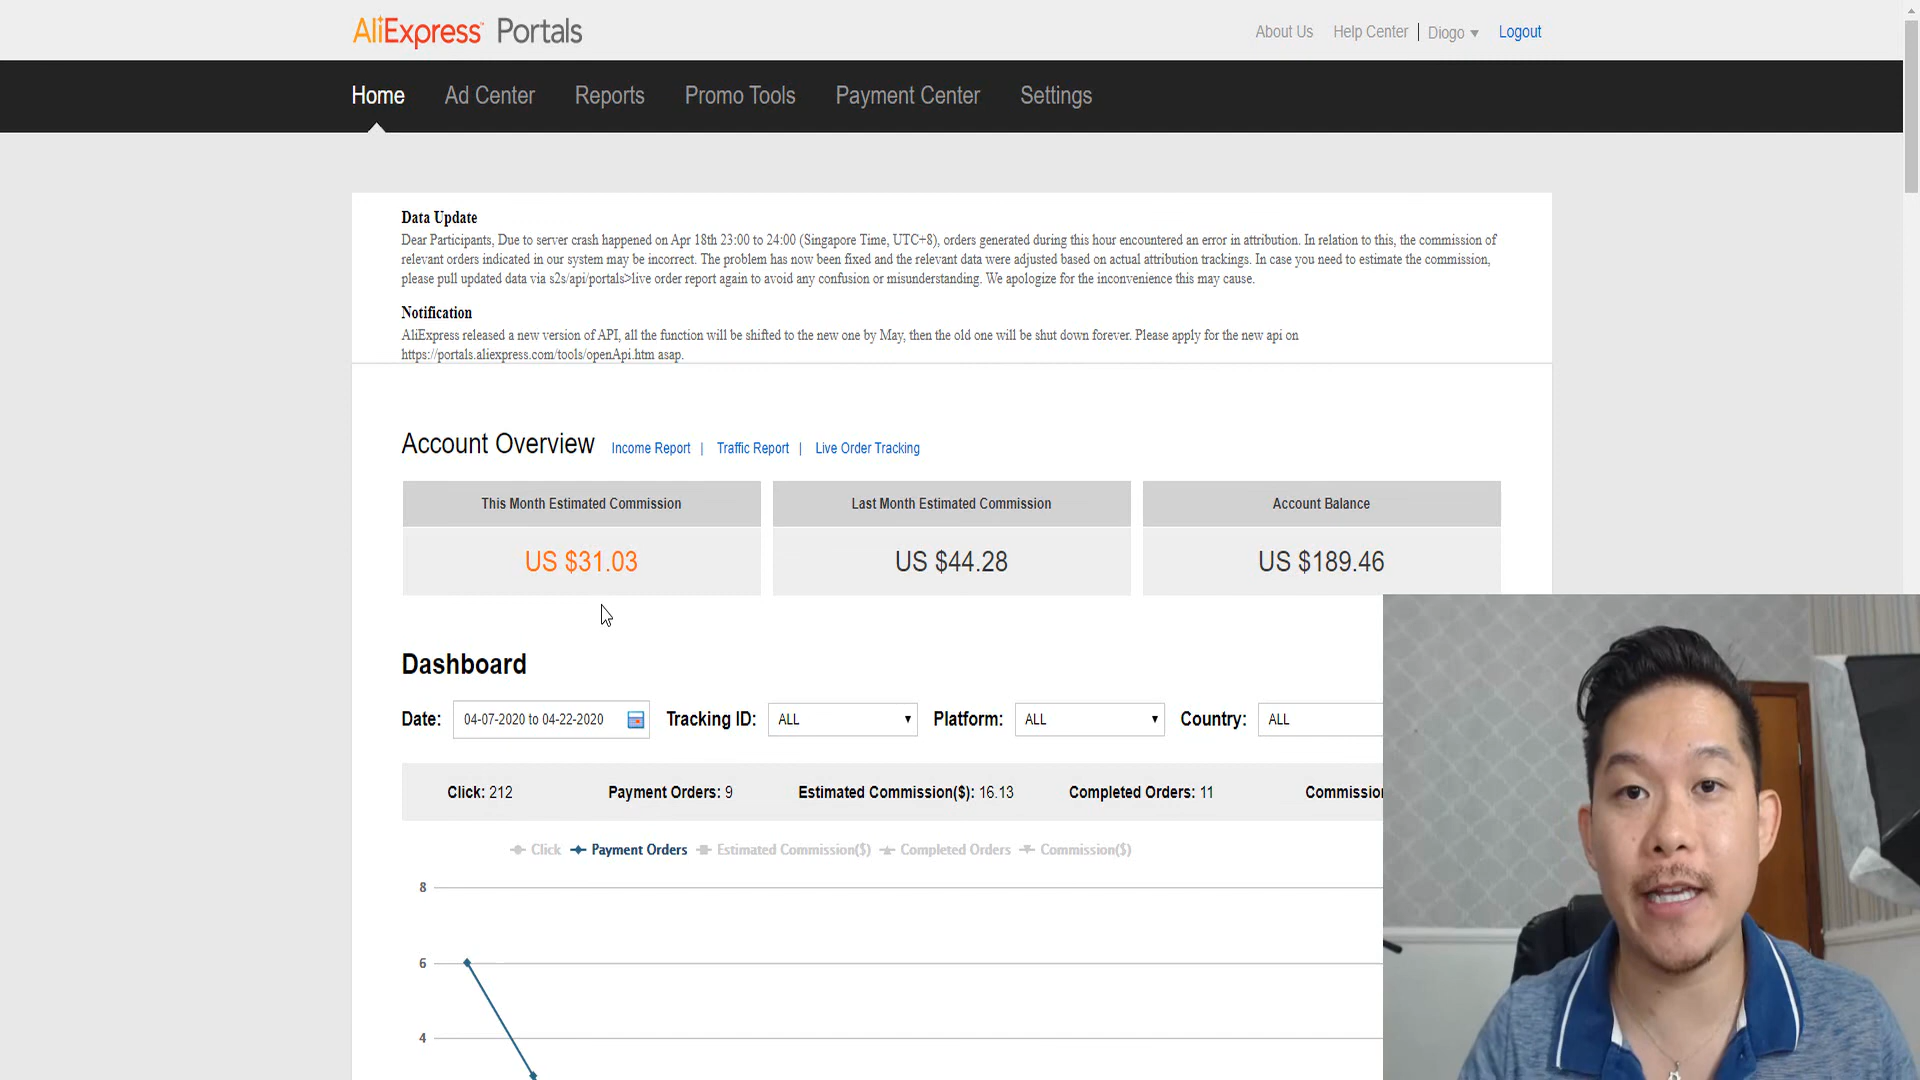 AliExpress Portals
About Us Help Center | Diogo ▼ Logout
Home Ad Center Reports Promo Tools Payment Center Settings
Data Update
Dear Participants, Due to server crash happened on Apr 18th 23:00 to 24:00 (Singapore Time, UTC+8), orders generated during this hour encountered an error in attribution. In relation to this, the commission of
relevant orders indicated in our system may be incorrect. The problem has now been fixed and the relevant data were adjusted based on actual attribution trackings. In case you need to estimate the commission,
please pull updated data via s2s/api/portals>live order report again to avoid any confusion or misunderstanding. We apologize for the inconvenience this may cause.
Notification
AliExpress released a new version of API, all the function will be shifted to the new one by May, then the old one will be shut down forever. Please apply for the new api on
https://portals.aliexpress.com/tools/openApi.htm asap.
Account Overview Income Report | Traffic Report | Live Order Tracking
This Month Estimated Commission Last Month Estimated Commission Account Balance
US $31.03 US $44.28 US $189.46
Dashboard
Date: 04-07-2020 to 04-22-2020 Tracking ID: ALL Platform: ALL Country: ALL
Click: 212 Payment Orders: 9 Estimated Commission($): 16.13 Completed Orders: 11 Commission
Click Payment Orders Estimated Commission($) Completed Orders Commission($)
8
6
4